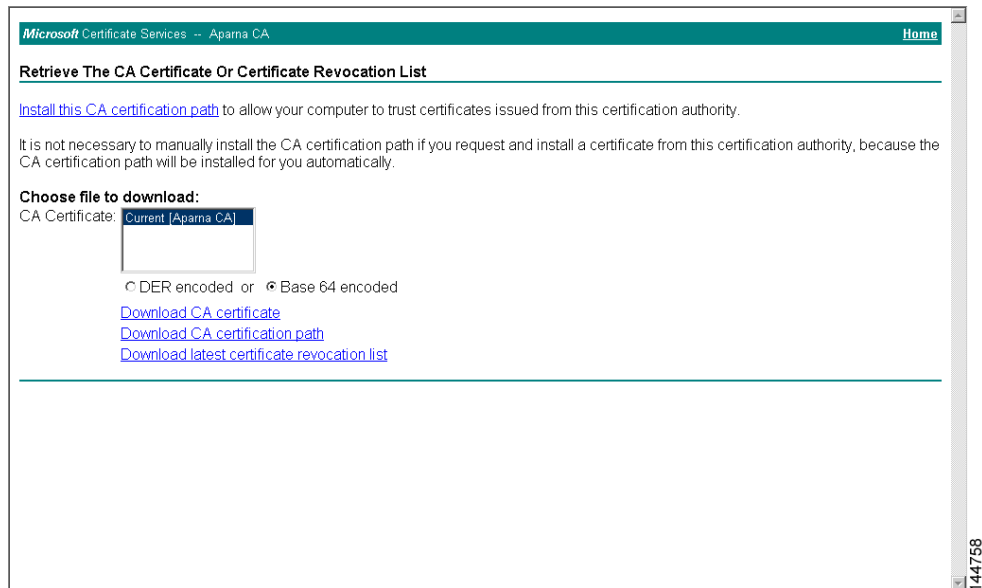 Microsoft Certificate Services -- Aparna CA Home
Retrieve The CA Certificate Or Certificate Revocation List
Install this CA certification path to allow your computer to trust certificates issued from this certification authority.
It is not necessary to manually install the CA certification path if you request and install a certificate from this certification authority, because the
CA certification path will be installed for you automatically.
Choose file to download:
CA Certificate: Current [Aparna CA]
DER encoded or Base 64 encoded
Download CA certificate
Download CA certification path
Download latest certificate revocation list
144758